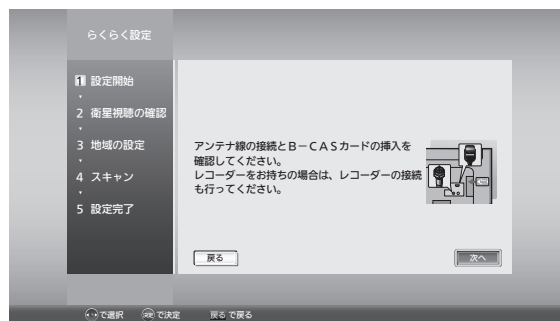 らくらく設定
1 設定開始
2 衛星視聴の確認
3 地域の設定
4 スキャン
5 設定完了
アンテナ線の接続とB－CASカードの挿入を
確認してください。
レコーダーをお持ちの場合は、レコーダーの接続
も行ってください。
戻る 次へ
で選択 決定で決定 戻るで戻る